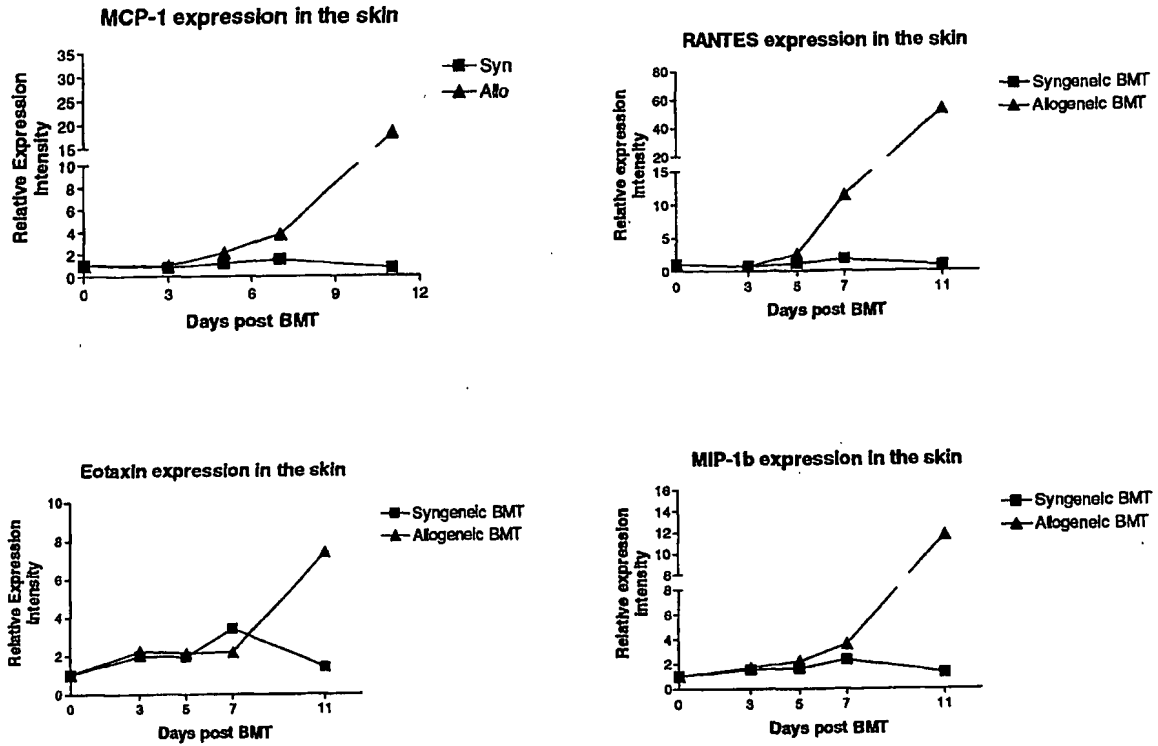 MCP-1 expression in the skin
Relative Expression
Intensity
35
30
25
20
15
10
8
6
4
2
0
0 3 6 9 12
Days post BMT
Syn
Allo
RANTES expression in the skin
Relative expression
Intensity
80
60
40
20
15
10
5
0
0 3 5 7 11
Days post BMT
Syngeneic BMT
Allogeneic BMT
Eotaxin expression in the skin
Relative Expression
Intensity
10
8
6
4
2
0
0 3 5 7 11
Days post BMT
Syngeneic BMT
Allogeneic BMT
MIP-1b expression in the skin
Relative expression
Intensity
16
14
12
10
8
8
6
4
2
0
0 3 5 7 11
Days post BMT
Syngeneic BMT
Allogeneic BMT